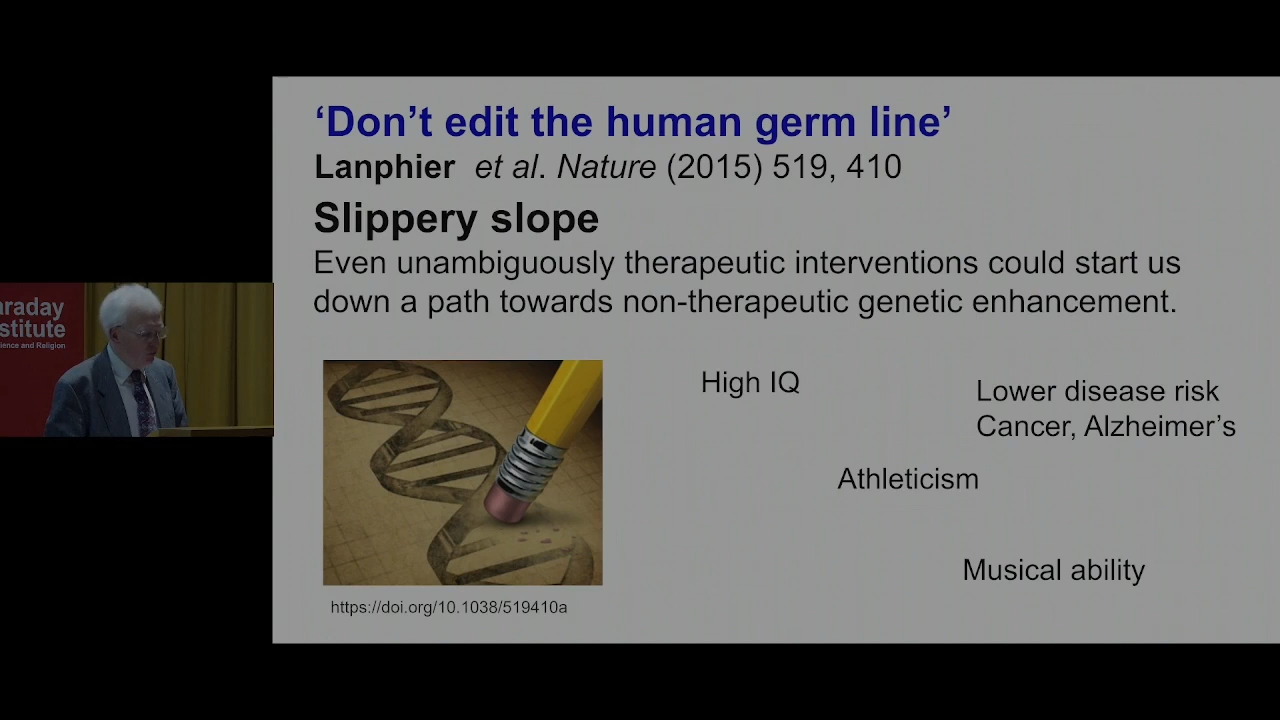 araday
stitute
ience and Religion
‘Don’t edit the human germ line’
Lanphier et al. Nature (2015) 519, 410
Slippery slope
Even unambiguously therapeutic interventions could start us
down a path towards non-therapeutic genetic enhancement.
High IQ
Lower disease risk
Cancer, Alzheimer’s
Athleticism
Musical ability
https://doi.org/10.1038/519410a